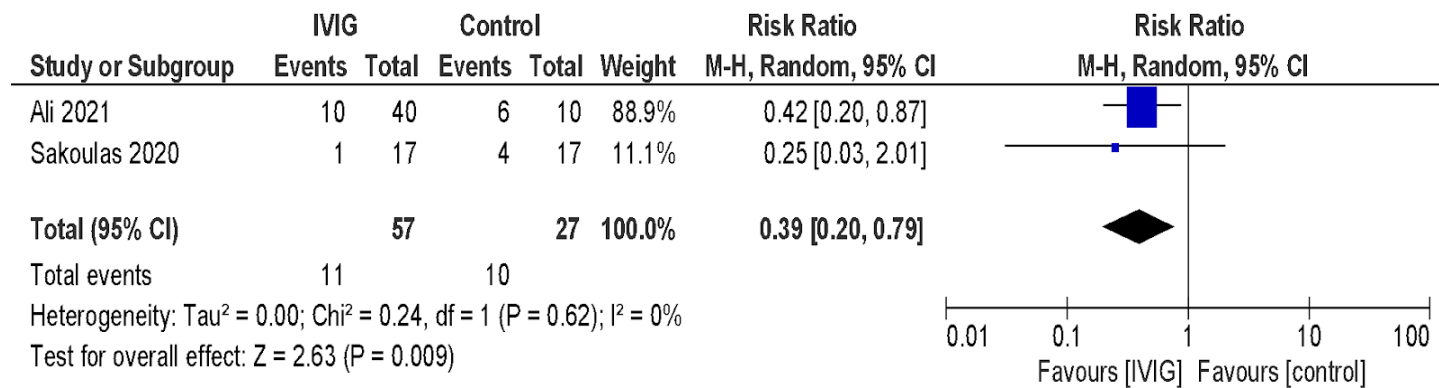 IVIG Control Risk Ratio Risk Ratio
Study or Subgroup Events Total Events Total Weight M-H, Random, 95% CI M-H, Random, 95% CI
Ali 2021 10 40 6 10 88.9% 0.42 [0.20, 0.87]
Sakoulas 2020 1 17 4 17 11.1% 0.25 [0.03, 2.01]
Total (95% CI) 57 27 100.0% 0.39 [0.20, 0.79]
Total events 11 10
Heterogeneity: Tau² = 0.00; Chi² = 0.24, df = 1 (P = 0.62); I² = 0%
Test for overall effect: Z = 2.63 (P = 0.009)
0.01 0.1 1 10 100
Favours [IVIG] Favours [control]